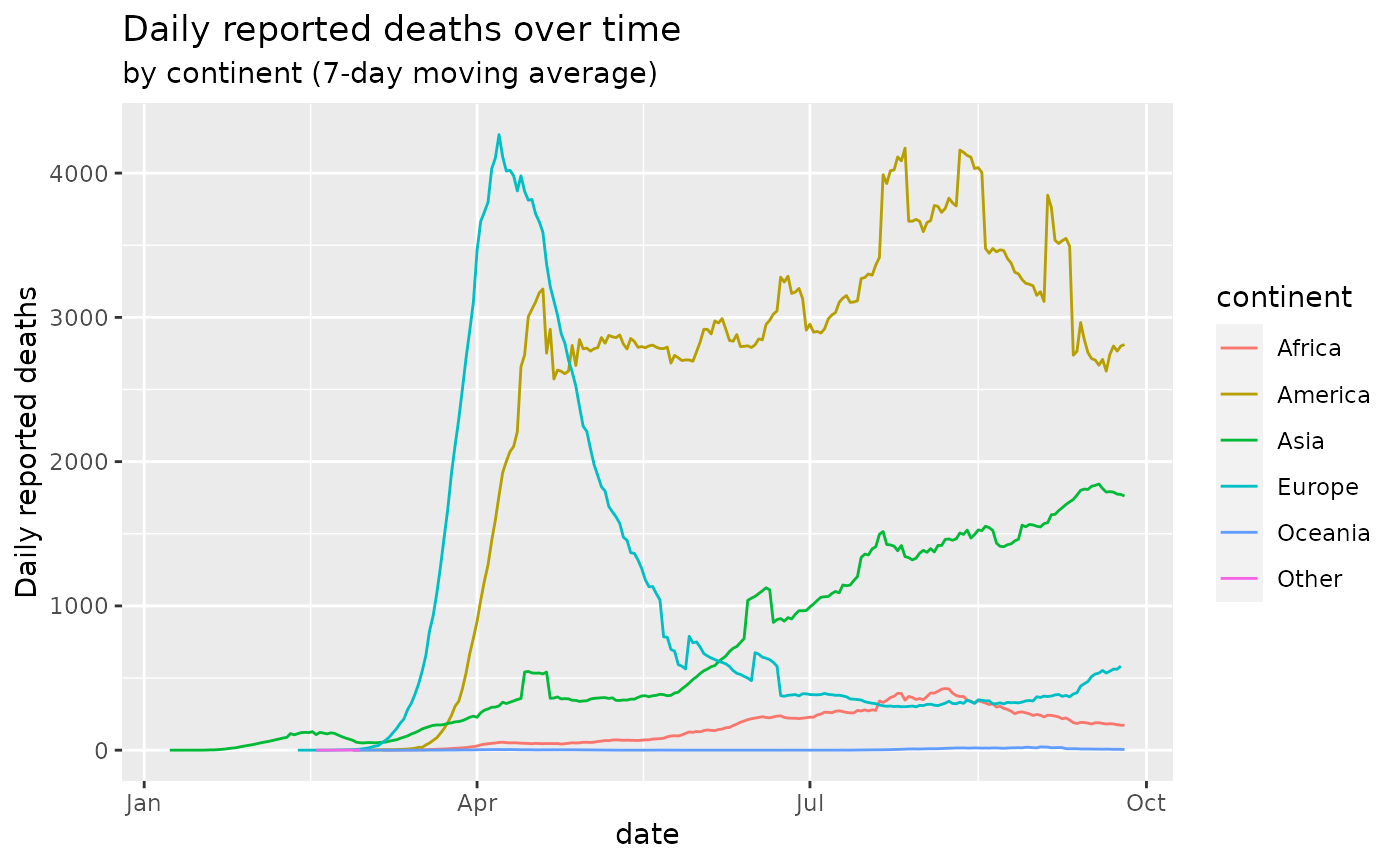 Daily reported deaths over time
by continent (7-day moving average)
Daily reported deaths
4000
3000
2000
1000
0
Jan
Apr
Jul
Oct
date
continent
Africa
America
Asia
Europe
Oceania
Other